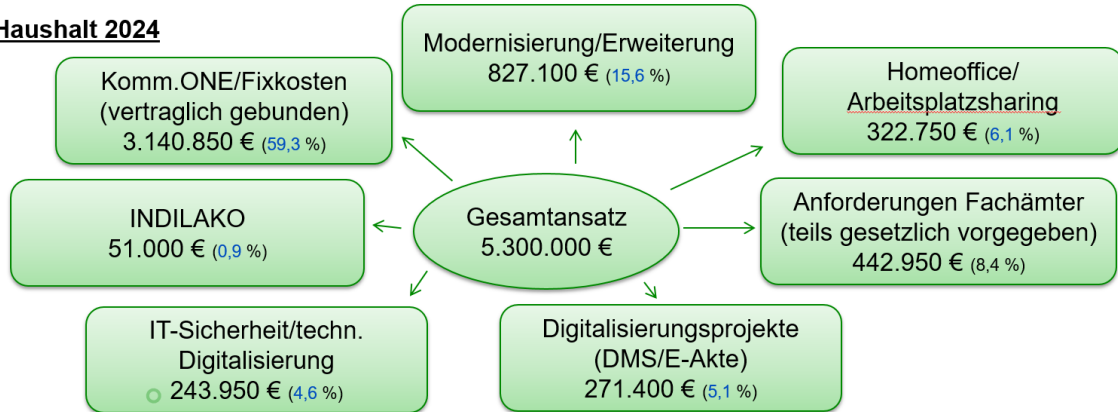 Haushalt 2024
Modernisierung/Erweiterung
827.100 € (15,6 %)
Komm.ONE/Fixkosten
(vertraglich gebunden)
3.140.850 € (59,3 %)
Homeoffice/
Arbeitsplatzsharing
322.750 € (6,1 %)
INDILAKO
51.000 € (0,9 %)
Gesamtansatz
5.300.000 €
Anforderungen Fachämter
(teils gesetzlich vorgegeben)
442.950 € (8,4 %)
IT-Sicherheit/techn.
Digitalisierung
243.950 € (4,6 %)
Digitalisierungsprojekte
(DMS/E-Akte)
271.400 € (5,1 %)